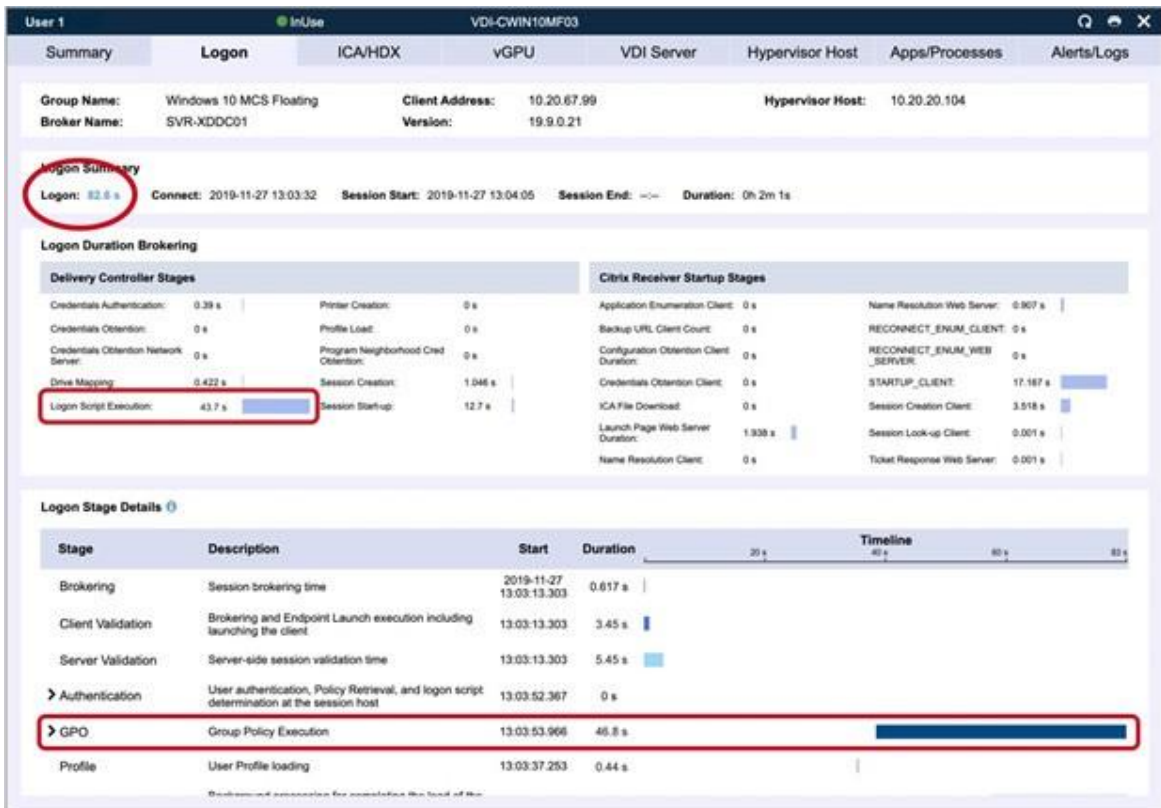 User 1 InUse VDI-CWIN10MF03
Summary Logon ICA/HDX vGPU VDI Server Hypervisor Host Apps/Processes Alerts/Logs
Group Name: Windows 10 MCS Floating Client Address: 10.20.67.99 Hypervisor Host: 10.20.20.104
Broker Name: SVR-XDDC01 Version: 19.9.0.21
Logon Summary
Logon: 82.6 s Connect: 2019-11-27 13:03:32 Session Start: 2019-11-27 13:04:05 Session End: --:-- Duration: 0h 2m 1s
Logon Duration Brokering
Delivery Controller Stages Citrix Receiver Startup Stages
Credentials Authentication: 0.39 s Printer Creation: 0 s Application Enumeration Client: 0 s Name Resolution Web Server: 0.907 s
Credentials Obtention: 0 s Profile Load: 0 s Backup URL Client Count: 0 s RECONNECT_ENUM_CLIENT: 0 s
Credentials Obtention Network Server: 0 s Program Neighborhood Cred Obtention: 0 s Configuration Obtention Client Duration: 0 s RECONNECT_ENUM_WEB_SERVER: 0 s
Drive Mapping: 0.422 s Session Creation: 1.046 s Credentials Obtention Client: 0 s STARTUP_CLIENT: 17.167 s
Logon Script Execution: 43.7 s Session Start-up: 12.7 s ICA File Download: 0 s Session Creation Client: 3.518 s
Launch Page Web Server Duration: 1.938 s Session Look-up Client: 0.001 s
Name Resolution Client: 0 s Ticket Response Web Server: 0.001 s
Logon Stage Details
Stage Description Start Duration Timeline
20 s 40 s 60 s 83 s
Brokering Session brokering time 2019-11-27 13:03:13.303 0.617 s
Client Validation Brokering and Endpoint Launch execution including launching the client 13:03:13.303 3.45 s
Server Validation Server-side session validation time 13:03:13.303 5.45 s
Authentication User authentication, Policy Retrieval, and logon script determination at the session host 13:03:52.367 0 s
GPO Group Policy Execution 13:03:53.966 46.8 s
Profile User Profile loading 13:03:37.253 0.44 s